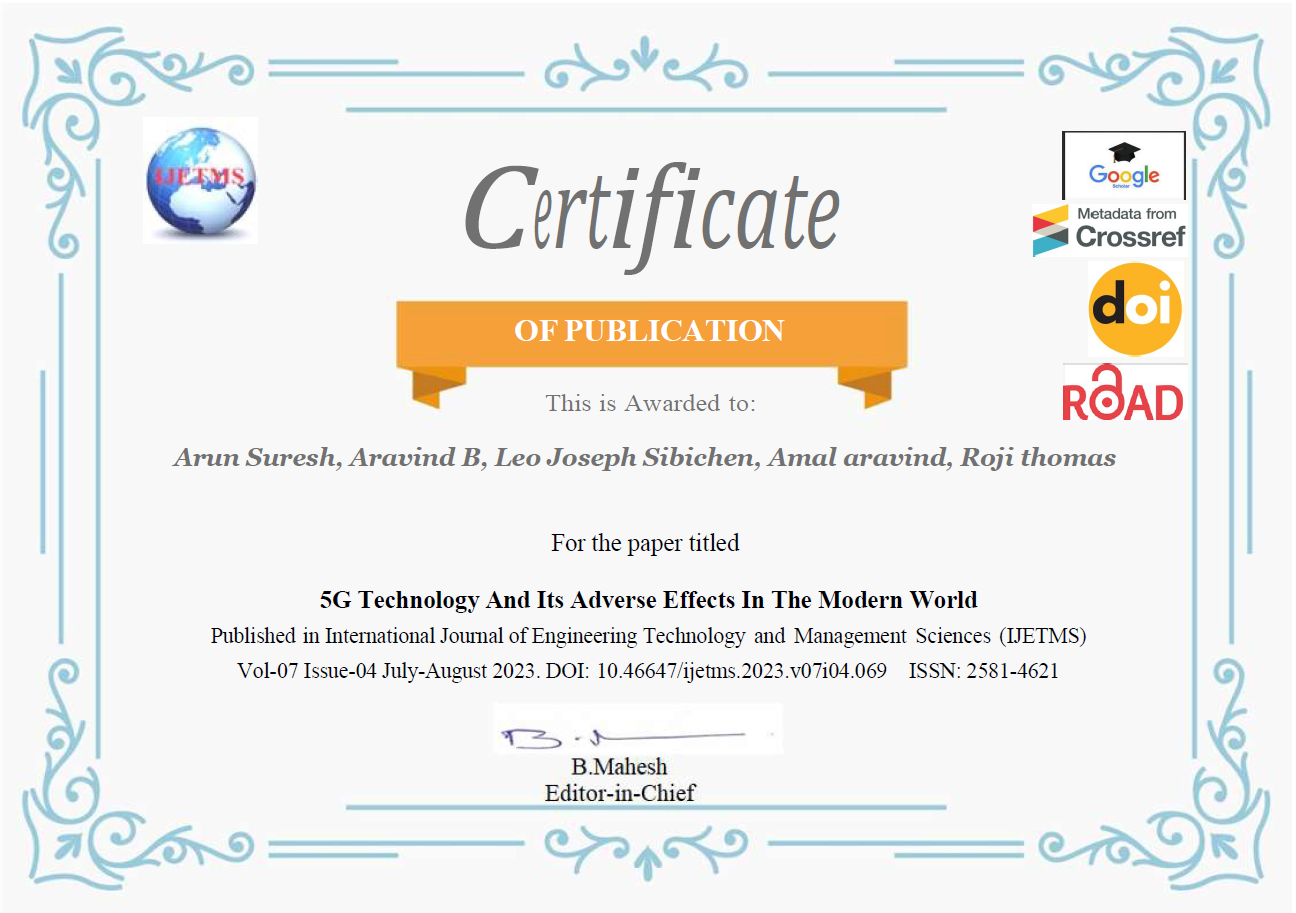 IJETMS
Google
Scholar
Metadata from
Crossref
doi
ROAD
Certificate
OF PUBLICATION
This is Awarded to:
Arun Suresh, Aravind B, Leo Joseph Sibichen, Amal aravind, Roji thomas
For the paper titled
5G Technology And Its Adverse Effects In The Modern World
Published in International Journal of Engineering Technology and Management Sciences (IJETMS)
Vol-07 Issue-04 July-August 2023. DOI: 10.46647/ijetms.2023.v07i04.069 ISSN: 2581-4621
B.Mahesh
Editor-in-Chief